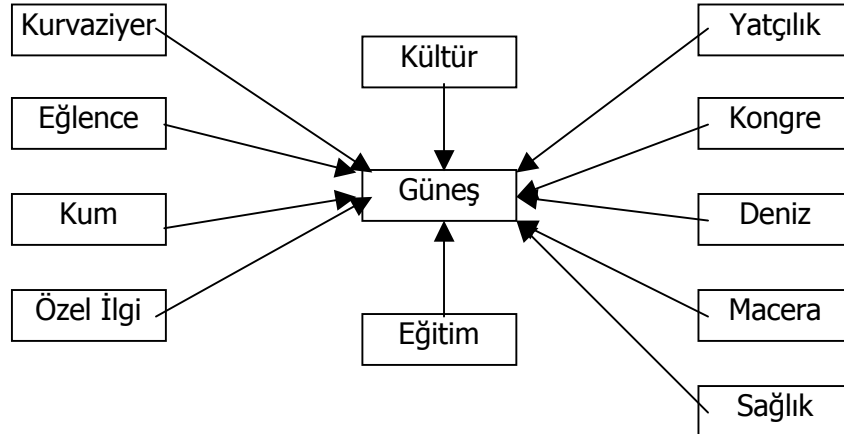 Kurvaziyer
Eğlence
Kum
Özel İlgi
Kültür
Güneş
Eğitim
Yatçılık
Kongre
Deniz
Macera
Sağlık